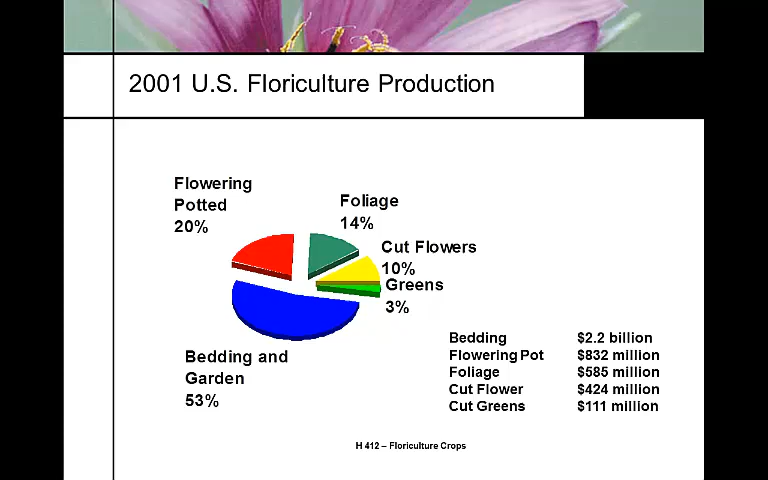 2001 U.S. Floriculture Production
Flowering
Potted
20%
Foliage
14%
Cut Flowers
10%
Greens
3%
Bedding and
Garden
53%
Bedding $2.2 billion
Flowering Pot $832 million
Foliage $585 million
Cut Flower $424 million
Cut Greens $111 million
H 412 – Floriculture Crops